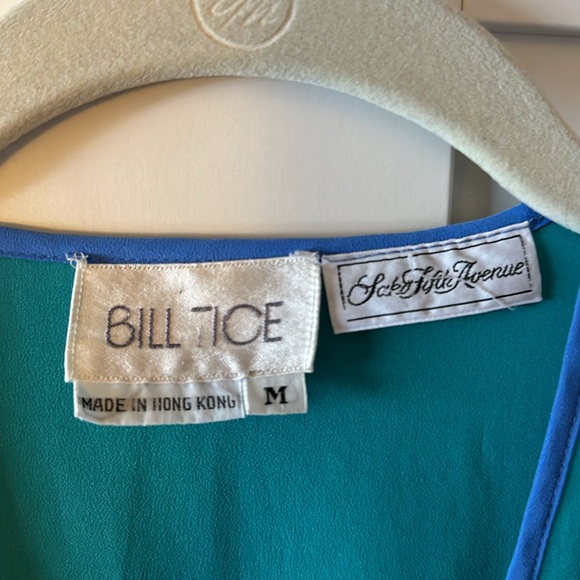 BILL TICE
MADE IN HONG KONG
M
Saks Fifth Avenue